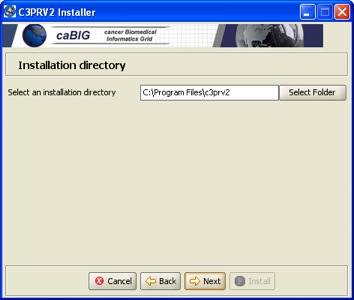 C3PRV2 Installer
caBIG
cancer Biomedical
Informatics Grid
Installation directory
Select an installation directory
C:\Program Files\c3prv2
Select Folder
Cancel
Back
Next
Install